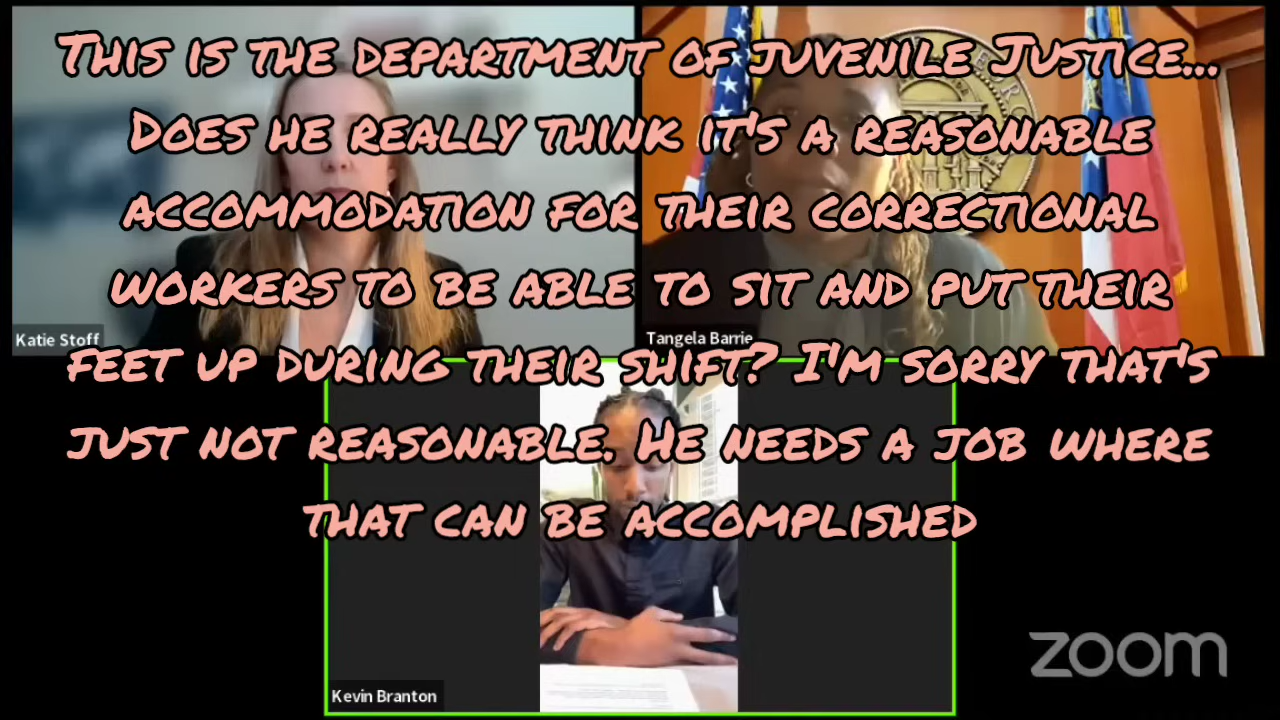 This is the department of juvenile Justice...
Does he really think it's a reasonable
accommodation for their correctional
workers to be able to sit and put their
Katie Stoff
Tangela Barrie
feet up during their shift? I'm sorry that's
just not reasonable. He needs a job where
that can be accomplished
zoom
Kevin Branton